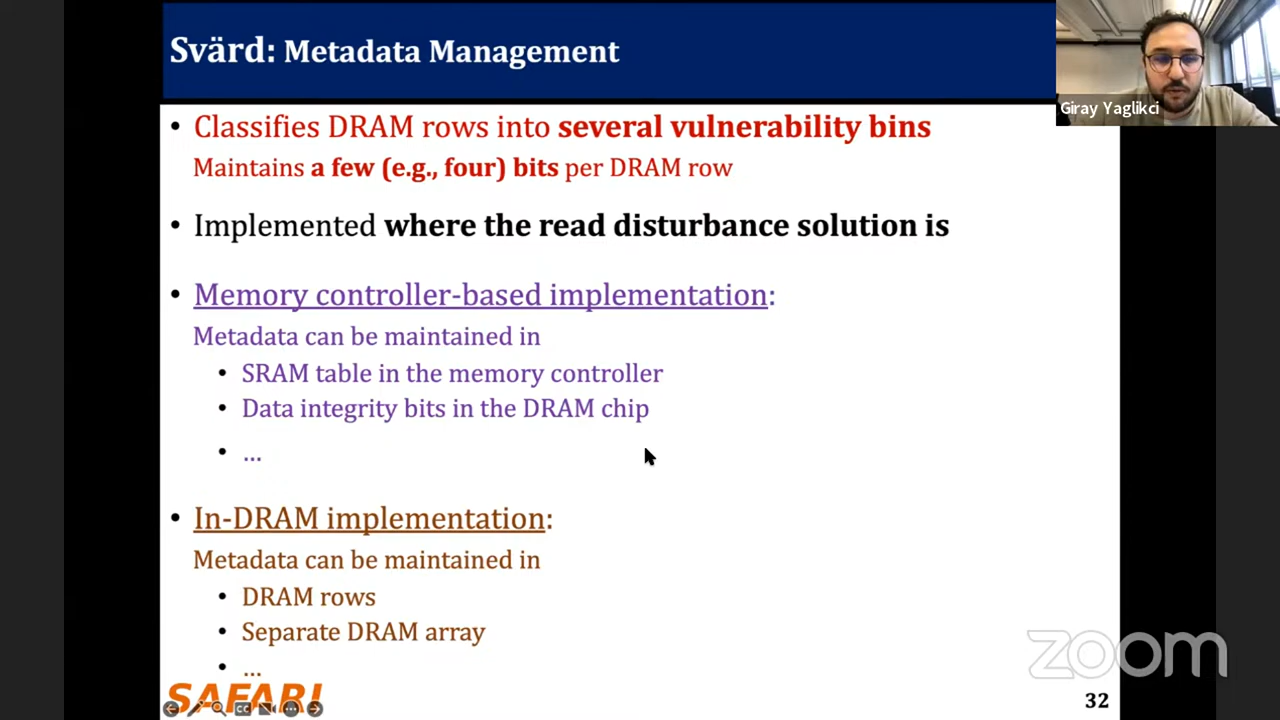 Svärd: Metadata Management
Giray Yaglikci
• Classifies DRAM rows into several vulnerability bins
Maintains a few (e.g., four) bits per DRAM row
• Implemented where the read disturbance solution is
• Memory controller-based implementation:
Metadata can be maintained in
• SRAM table in the memory controller
• Data integrity bits in the DRAM chip
• ...
• In-DRAM implementation:
Metadata can be maintained in
• DRAM rows
• Separate DRAM array
• ...
SAFARI
zoom
32